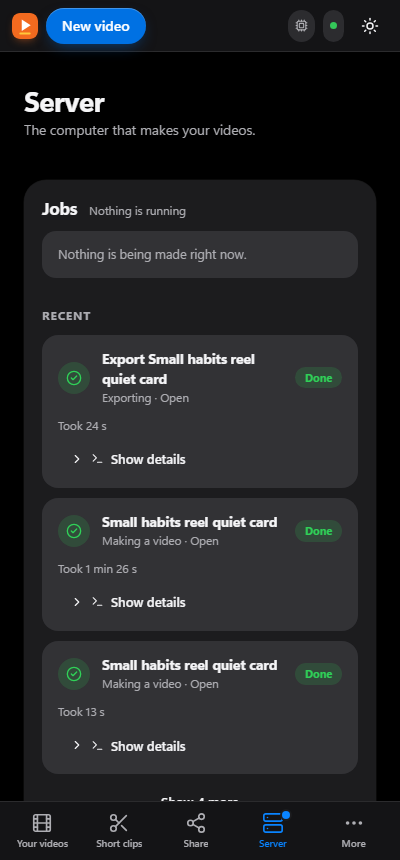 New video
Server
The computer that makes your videos.
Jobs Nothing is running
Nothing is being made right now.
RECENT
Export Small habits reel
quiet card
Exporting · Open
Done
Took 24 s
Show details
Small habits reel quiet card
Making a video · Open
Done
Took 1 min 26 s
Show details
Small habits reel quiet card
Making a video · Open
Done
Took 13 s
Show details
Show 4 more
Your videos
Short clips
Share
Server
More